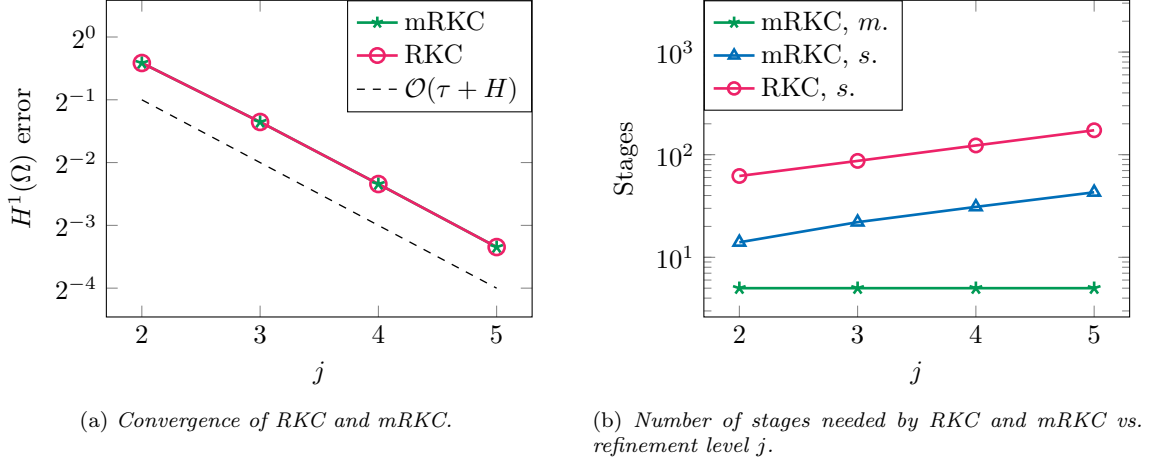 mRKC
RKC
𝒪(τ + H)
2^0
2^−1
2^−2
2^−3
2^−4
H^1(Ω) error
2 3 4 5
j
(a) Convergence of RKC and mRKC.
mRKC, m.
mRKC, s.
RKC, s.
10^3
10^2
10^1
Stages
2 3 4 5
j
(b) Number of stages needed by RKC and mRKC vs.
refinement level j.